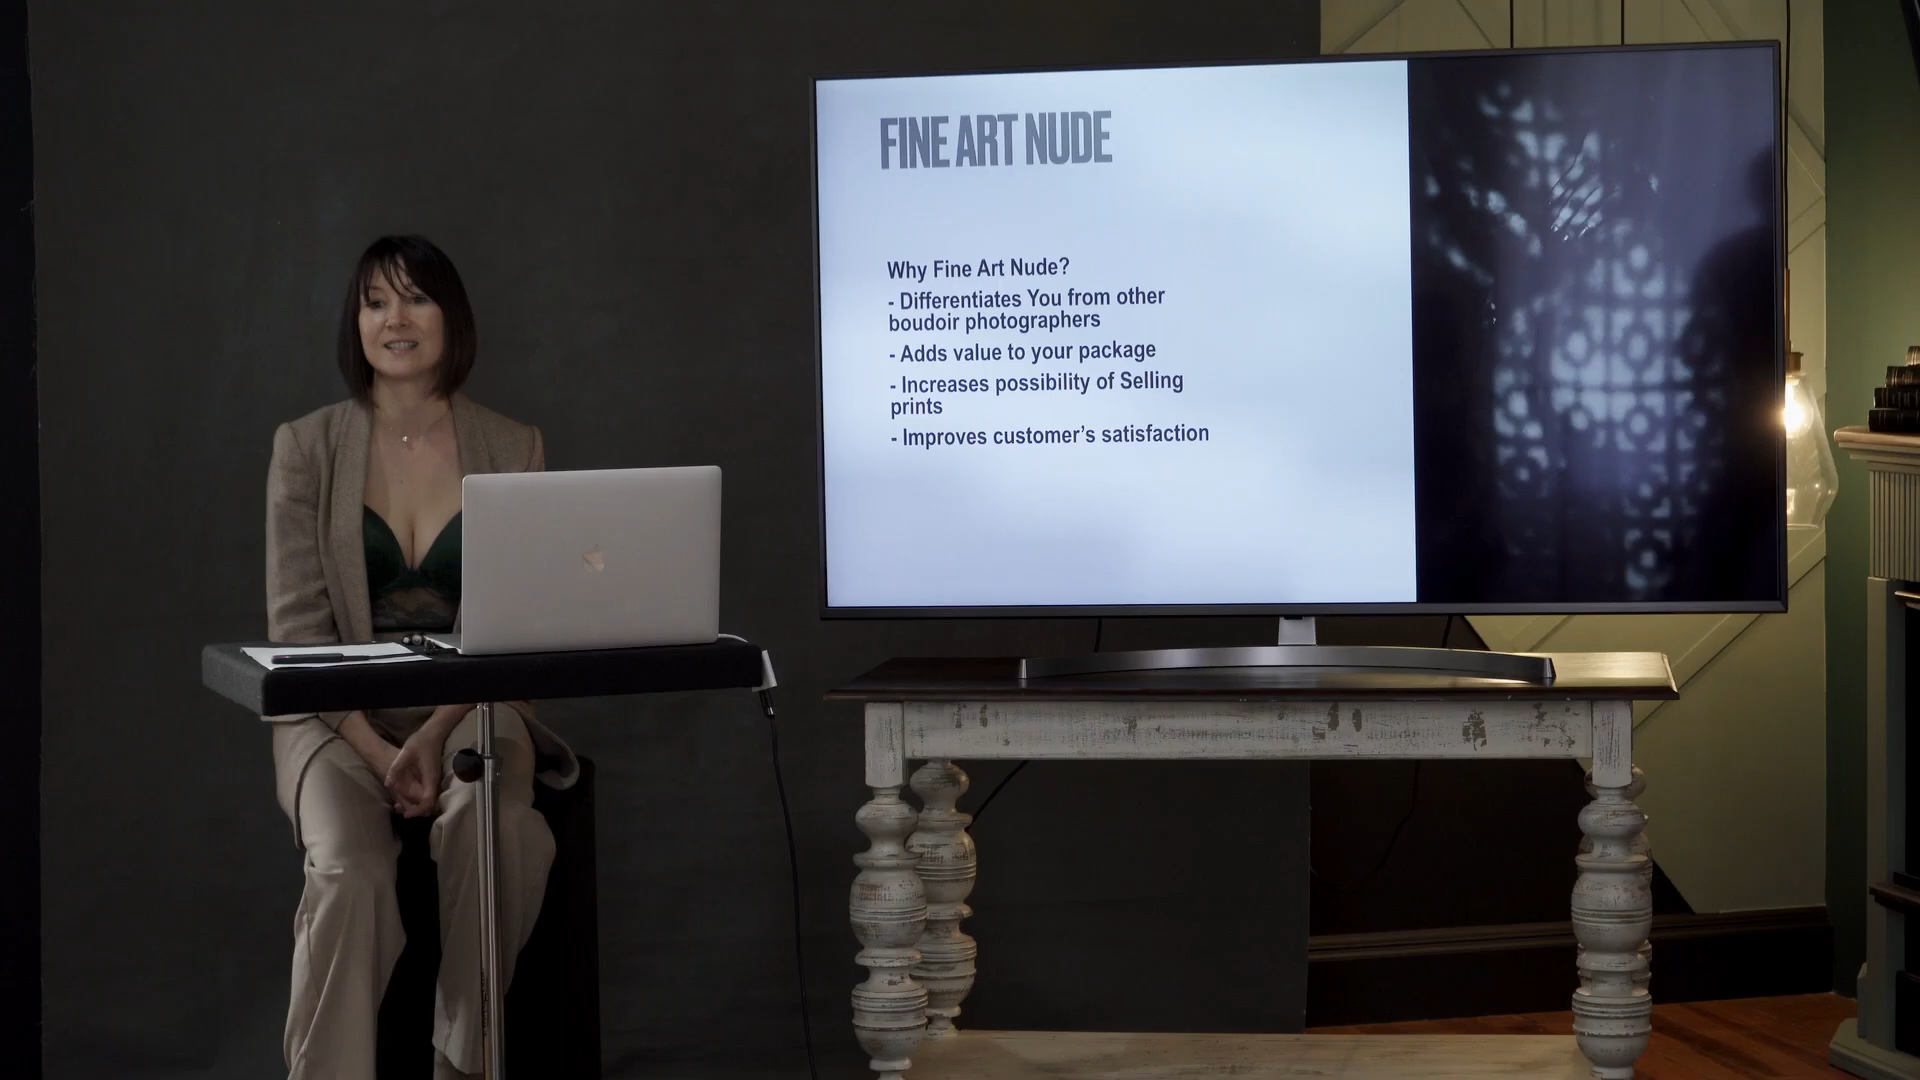 FINE ART NUDE
Why Fine Art Nude?
- Differentiates You from other
boudoir photographers
- Adds value to your package
- Increases possibility of Selling
prints
- Improves customer's satisfaction